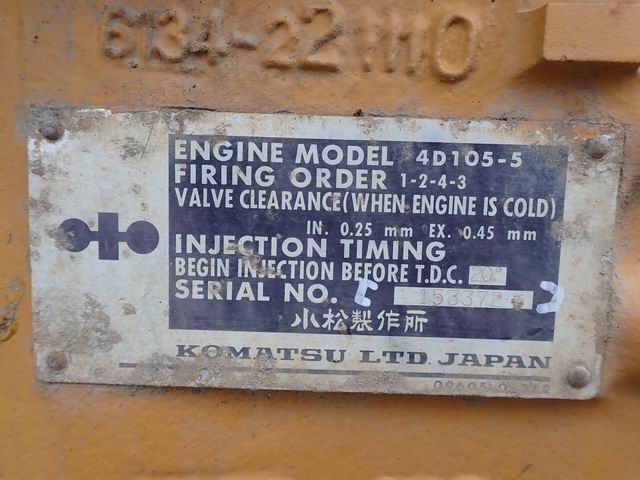 6134-221110
ENGINE MODEL 4D105-5
FIRING ORDER 1-2-4-3
VALVE CLEARANCE(WHEN ENGINE IS COLD)
IN. 0.25 mm EX. 0.45 mm
INJECTION TIMING
BEGIN INJECTION BEFORE T.D.C. 20°
SERIAL NO.
小松製作所
KOMATSU LTD. JAPAN